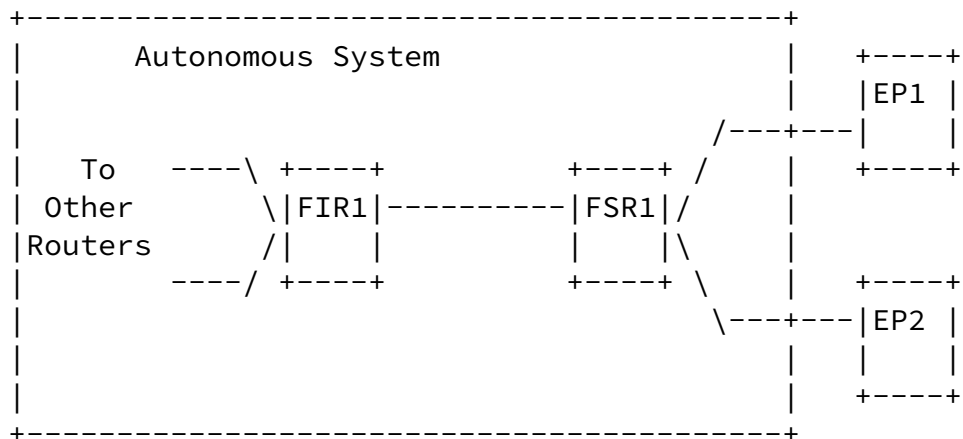 Autonomous System
EP1
To
Other
Routers
FIR1
FSR1
EP2